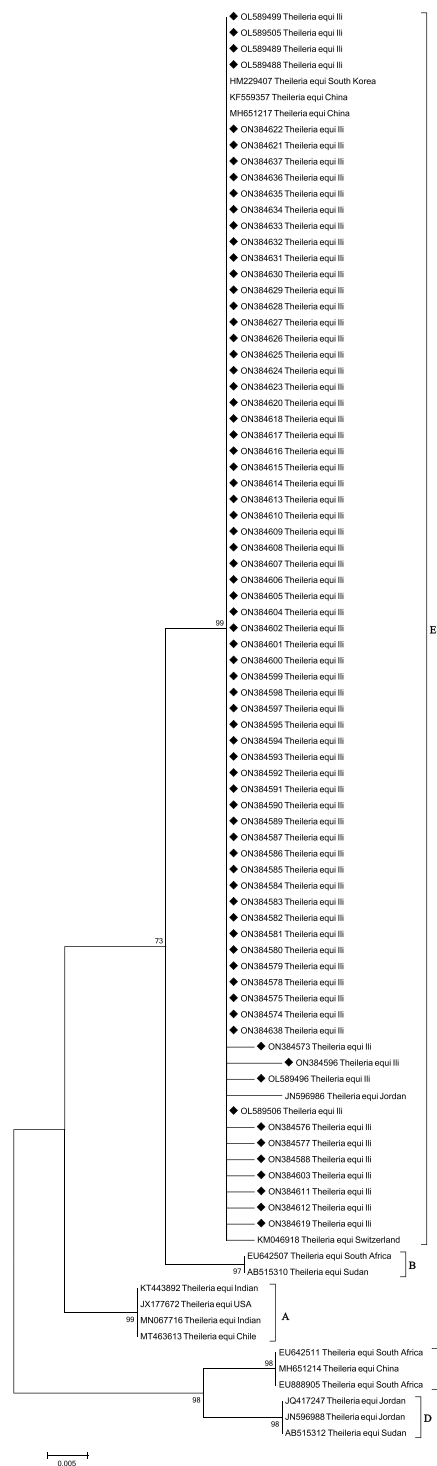 OL589499 Theileria equi Ili
OL589505 Theileria equi Ili
OL589489 Theileria equi Ili
OL589488 Theileria equi Ili
HM229407 Theileria equi South Korea
KF559357 Theileria equi China
MH651217 Theileria equi China
ON384622 Theileria equi Ili
ON384621 Theileria equi Ili
ON384637 Theileria equi Ili
ON384636 Theileria equi Ili
ON384635 Theileria equi Ili
ON384634 Theileria equi Ili
ON384633 Theileria equi Ili
ON384632 Theileria equi Ili
ON384631 Theileria equi Ili
ON384630 Theileria equi Ili
ON384629 Theileria equi Ili
ON384628 Theileria equi Ili
ON384627 Theileria equi Ili
ON384626 Theileria equi Ili
ON384625 Theileria equi Ili
ON384624 Theileria equi Ili
ON384623 Theileria equi Ili
ON384620 Theileria equi Ili
ON384618 Theileria equi Ili
ON384617 Theileria equi Ili
ON384616 Theileria equi Ili
ON384615 Theileria equi Ili
ON384614 Theileria equi Ili
ON384613 Theileria equi Ili
ON384610 Theileria equi Ili
ON384609 Theileria equi Ili
ON384608 Theileria equi Ili
ON384607 Theileria equi Ili
ON384606 Theileria equi Ili
ON384605 Theileria equi Ili
ON384604 Theileria equi Ili
99 ON384602 Theileria equi Ili E
ON384601 Theileria equi Ili
ON384600 Theileria equi Ili
ON384599 Theileria equi Ili
ON384598 Theileria equi Ili
ON384597 Theileria equi Ili
ON384595 Theileria equi Ili
ON384594 Theileria equi Ili
ON384593 Theileria equi Ili
ON384592 Theileria equi Ili
ON384591 Theileria equi Ili
ON384590 Theileria equi Ili
ON384589 Theileria equi Ili
ON384587 Theileria equi Ili
ON384586 Theileria equi Ili
ON384585 Theileria equi Ili
ON384584 Theileria equi Ili
ON384583 Theileria equi Ili
ON384582 Theileria equi Ili
ON384581 Theileria equi Ili
73 ON384580 Theileria equi Ili
ON384579 Theileria equi Ili
ON384578 Theileria equi Ili
ON384575 Theileria equi Ili
ON384574 Theileria equi Ili
ON384638 Theileria equi Ili
ON384573 Theileria equi Ili
ON384596 Theileria equi Ili
OL589496 Theileria equi Ili
JN596986 Theileria equi Jordan
OL589506 Theileria equi Ili
ON384576 Theileria equi Ili
ON384577 Theileria equi Ili
ON384588 Theileria equi Ili
ON384603 Theileria equi Ili
ON384611 Theileria equi Ili
ON384612 Theileria equi Ili
ON384619 Theileria equi Ili
KM046918 Theileria equi Switzerland
EU642507 Theileria equi South Africa
B
97 AB515310 Theileria equi Sudan
KT443892 Theileria equi Indian
JX177672 Theileria equi USA
A
99 MN067716 Theileria equi Indian
MT463613 Theileria equi Chile
EU642511 Theileria equi South Africa
98 MH651214 Theileria equi China
EU888905 Theileria equi South Africa
98
JQ417247 Theileria equi Jordan
JN596988 Theileria equi Jordan D
98 AB515312 Theileria equi Sudan
0.005